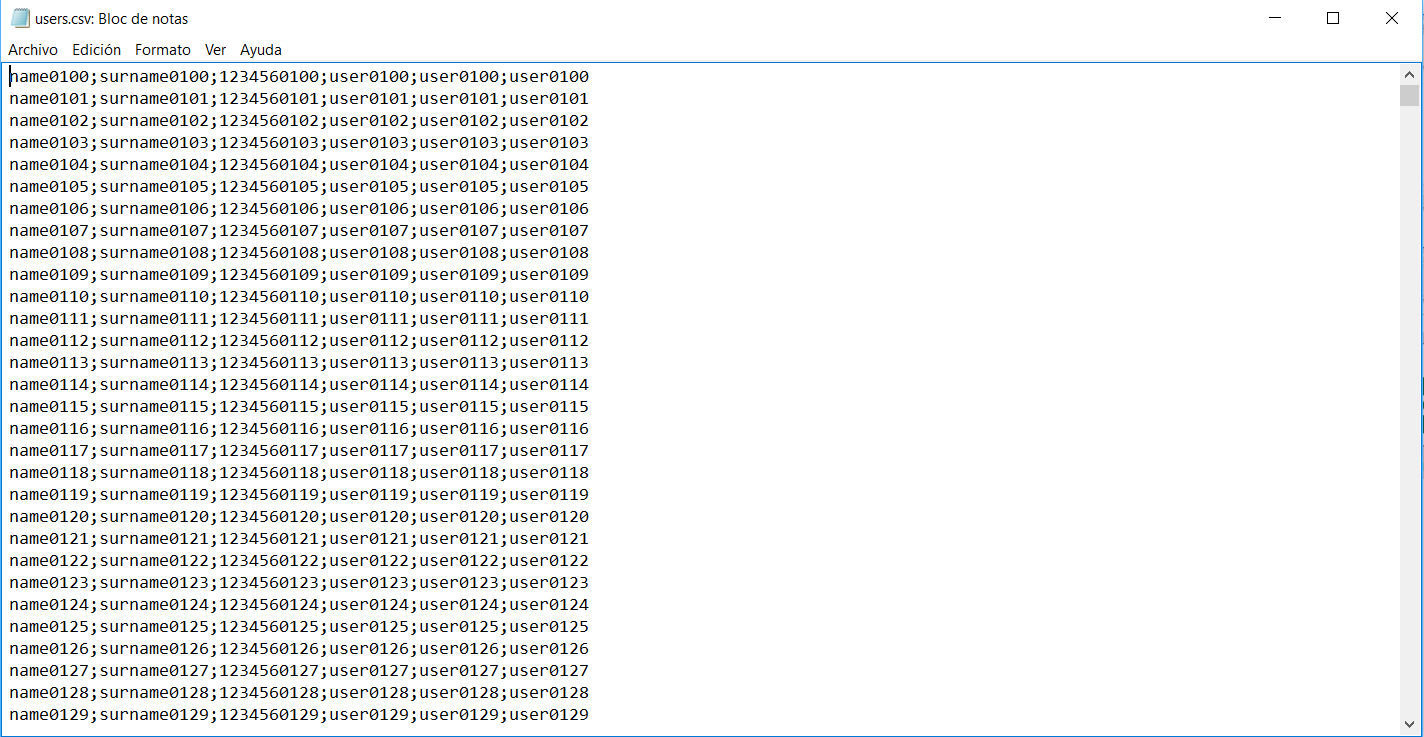 users.csv: Bloc de notas
Archivo Edición Formato Ver Ayuda
name0100;surname0100;1234560100;user0100;user0100;user0100
name0101;surname0101;1234560101;user0101;user0101;user0101
name0102;surname0102;1234560102;user0102;user0102;user0102
name0103;surname0103;1234560103;user0103;user0103;user0103
name0104;surname0104;1234560104;user0104;user0104;user0104
name0105;surname0105;1234560105;user0105;user0105;user0105
name0106;surname0106;1234560106;user0106;user0106;user0106
name0107;surname0107;1234560107;user0107;user0107;user0107
name0108;surname0108;1234560108;user0108;user0108;user0108
name0109;surname0109;1234560109;user0109;user0109;user0109
name0110;surname0110;1234560110;user0110;user0110;user0110
name0111;surname0111;1234560111;user0111;user0111;user0111
name0112;surname0112;1234560112;user0112;user0112;user0112
name0113;surname0113;1234560113;user0113;user0113;user0113
name0114;surname0114;1234560114;user0114;user0114;user0114
name0115;surname0115;1234560115;user0115;user0115;user0115
name0116;surname0116;1234560116;user0116;user0116;user0116
name0117;surname0117;1234560117;user0117;user0117;user0117
name0118;surname0118;1234560118;user0118;user0118;user0118
name0119;surname0119;1234560119;user0119;user0119;user0119
name0120;surname0120;1234560120;user0120;user0120;user0120
name0121;surname0121;1234560121;user0121;user0121;user0121
name0122;surname0122;1234560122;user0122;user0122;user0122
name0123;surname0123;1234560123;user0123;user0123;user0123
name0124;surname0124;1234560124;user0124;user0124;user0124
name0125;surname0125;1234560125;user0125;user0125;user0125
name0126;surname0126;1234560126;user0126;user0126;user0126
name0127;surname0127;1234560127;user0127;user0127;user0127
name0128;surname0128;1234560128;user0128;user0128;user0128
name0129;surname0129;1234560129;user0129;user0129;user0129